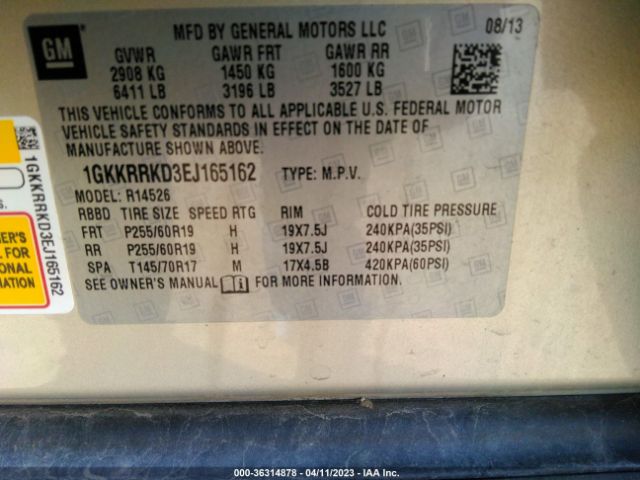 GM
MFD BY GENERAL MOTORS LLC 08/13
GVWR GAWR FRT GAWR RR
2908 KG 1450 KG 1600 KG
6411 LB 3196 LB 3527 LB
THIS VEHICLE CONFORMS TO ALL APPLICABLE U.S. FEDERAL MOTOR
VEHICLE SAFETY STANDARDS IN EFFECT ON THE DATE OF
MANUFACTURE SHOWN ABOVE.
1GKKRRKD3EJ165162 TYPE: M.P.V.
MODEL: R14526
RBBD TIRE SIZE SPEED RTG RIM COLD TIRE PRESSURE
FRT P255/60R19 H 19X7.5J 240KPA(35PSI)
RR P255/60R19 H 19X7.5J 240KPA(35PSI)
SPA T145/70R17 M 17X4.5B 420KPA(60PSI)
SEE OWNER'S MANUAL FOR MORE INFORMATION.
1GKKRRKD3EJ165162
ER'S
L FOR
ONAL
MATION
000-36314878 - 04/11/2023 - IAA Inc.